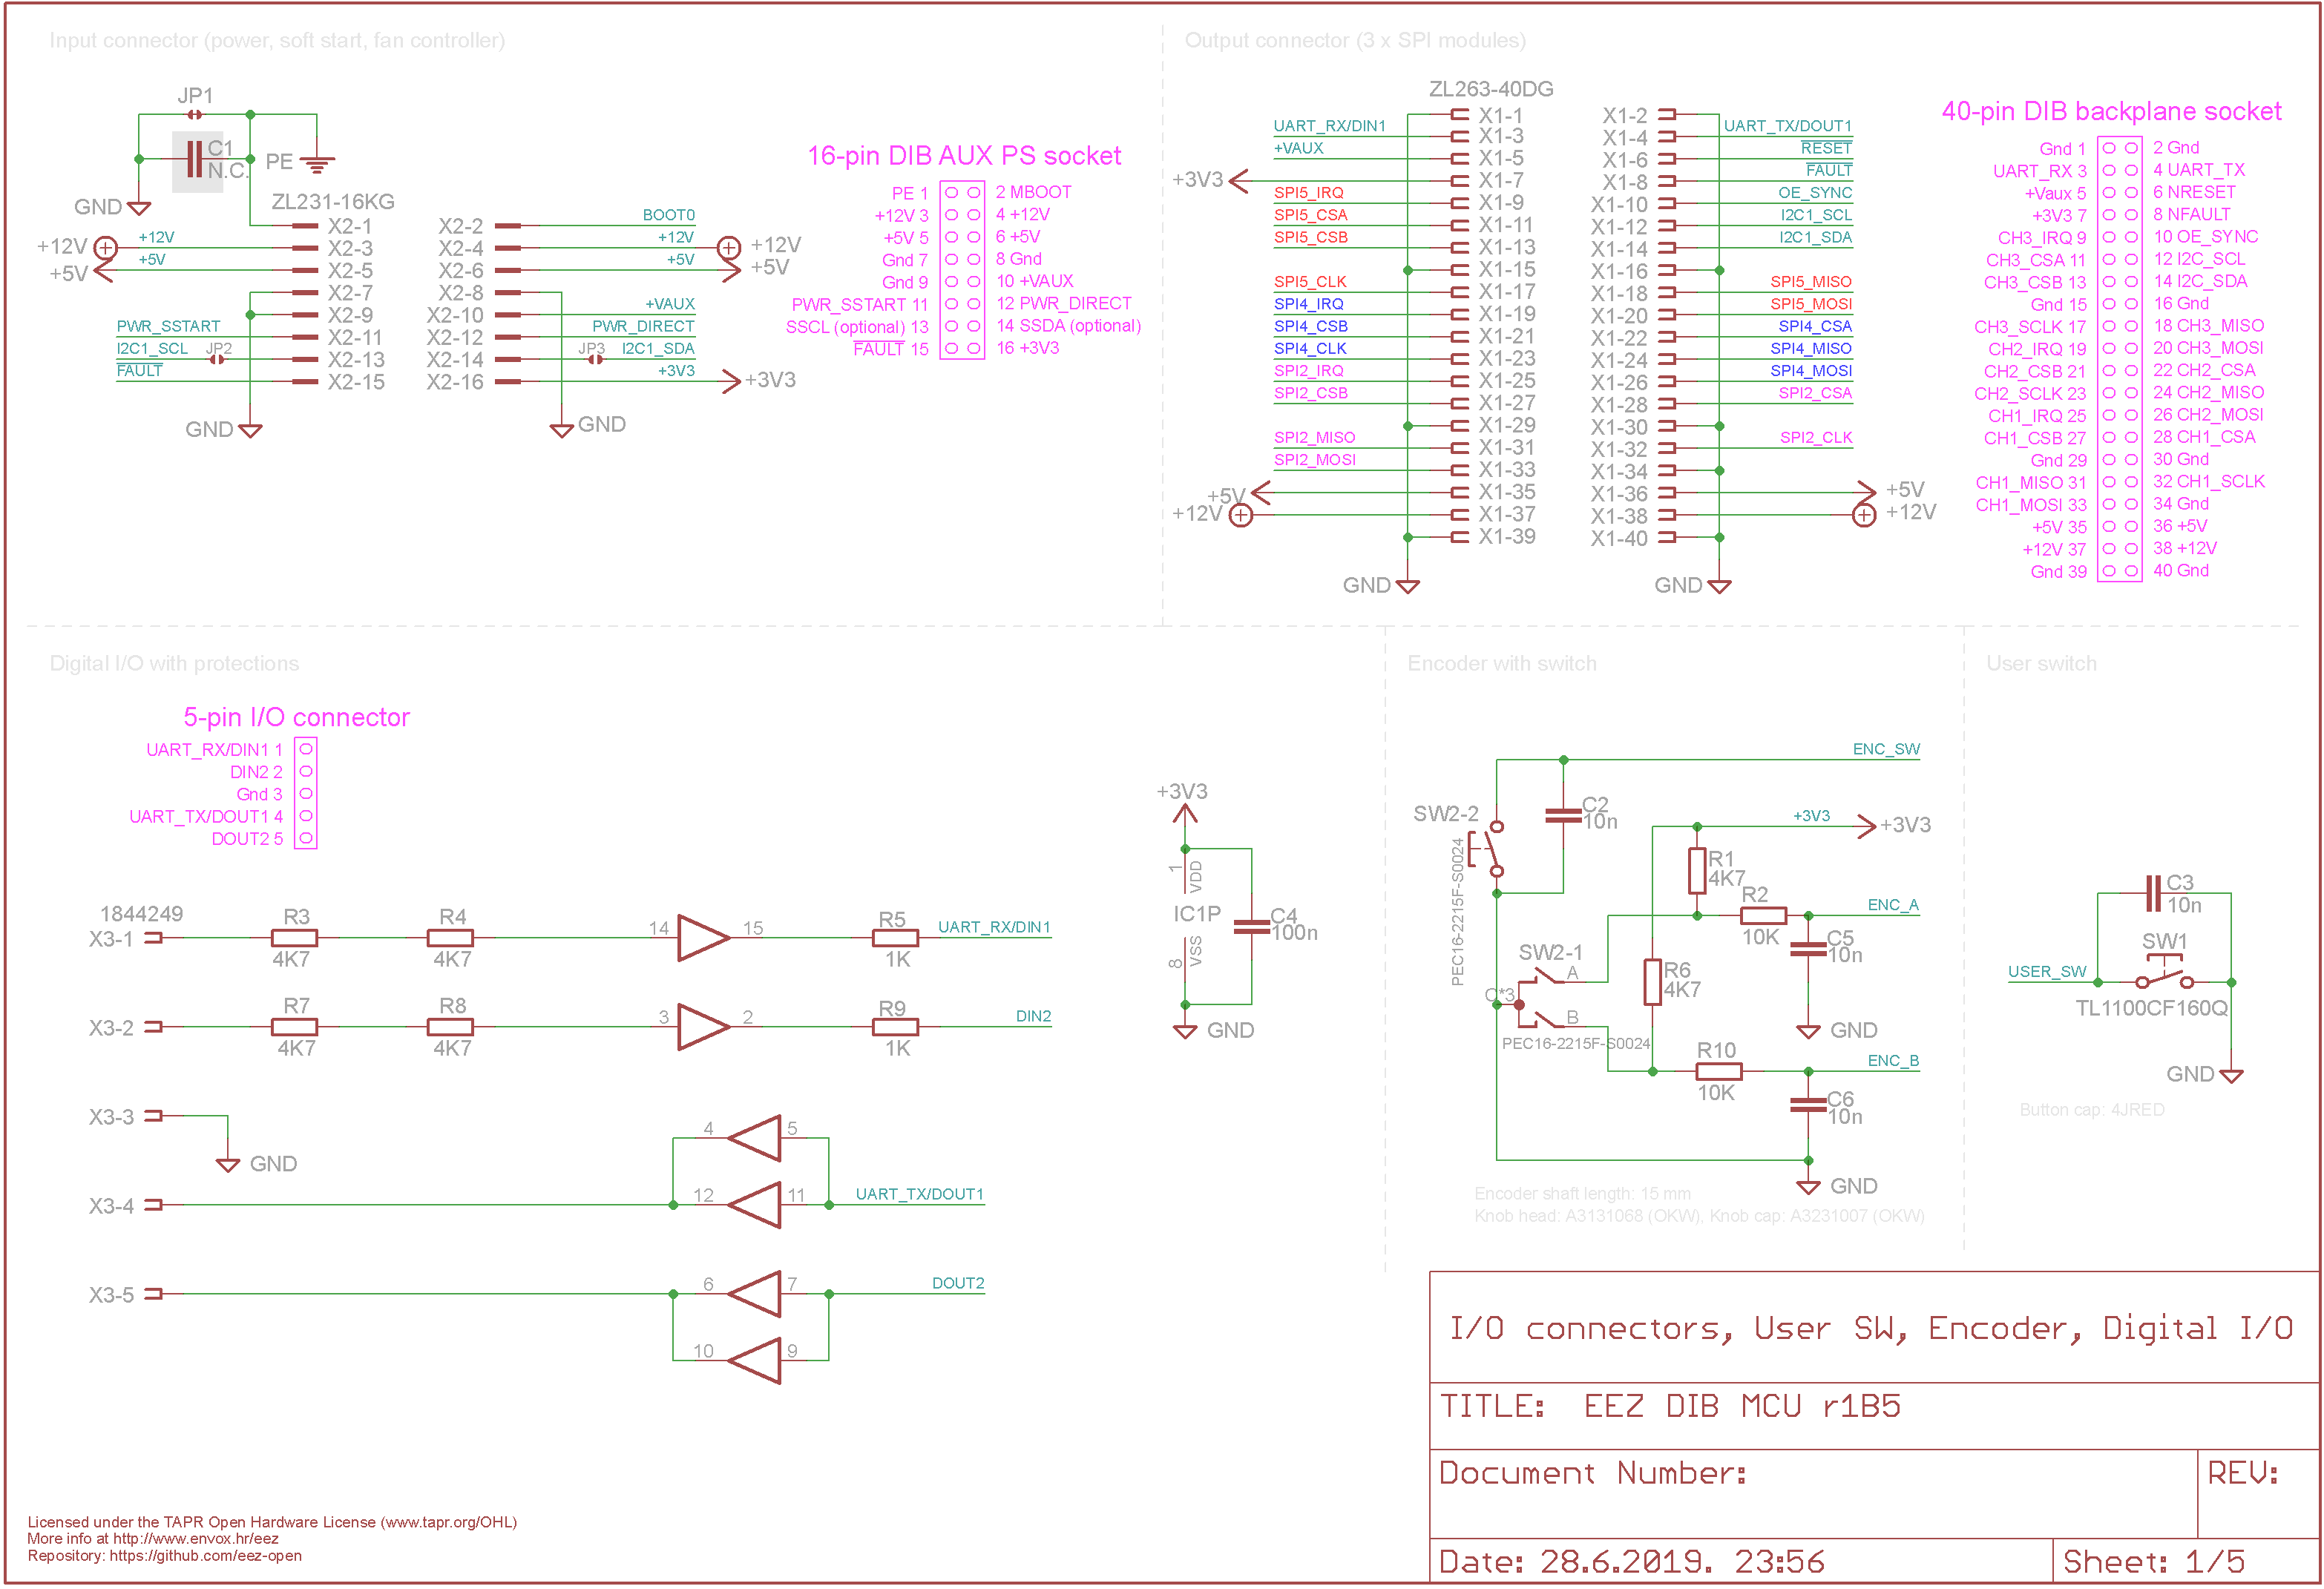 Input connector (power, soft start, fan controller)
JP1
C1
N.C.
PE
GND
ZL231-16KG
X2-1
+12V
+12V
X2-3
+5V
+5V
X2-5
X2-7
X2-9
PWR_SSTART
X2-11
I2C1_SCL
JP2
X2-13
FAULT
X2-15
GND
X2-2
BOOT0
X2-4
+12V
+12V
X2-6
+5V
+5V
X2-8
X2-10
+VAUX
X2-12
PWR_DIRECT
X2-14
JP3
I2C1_SDA
X2-16
+3V3
+3V3
GND
16-pin DIB AUX PS socket
PE 1
2 MBOOT
+12V 3
4 +12V
+5V 5
6 +5V
Gnd 7
8 Gnd
Gnd 9
10 +VAUX
PWR_SSTART 11
12 PWR_DIRECT
SSCL (optional) 13
14 SSDA (optional)
FAULT 15
16 +3V3
Output connector (3 x SPI modules)
ZL263-40DG
X1-1
UART_RX/DIN1
X1-3
+VAUX
X1-5
+3V3
X1-7
SPI5_IRQ
X1-9
SPI5_CSA
X1-11
SPI5_CSB
X1-13
X1-15
SPI5_CLK
X1-17
SPI4_IRQ
X1-19
SPI4_CSB
X1-21
SPI4_CLK
X1-23
SPI2_IRQ
X1-25
SPI2_CSB
X1-27
X1-29
SPI2_MISO
X1-31
SPI2_MOSI
X1-33
+5V
X1-35
+12V
X1-37
X1-39
GND
X1-2
X1-4
UART_TX/DOUT1
X1-6
RESET
X1-8
FAULT
X1-10
OE_SYNC
X1-12
I2C1_SCL
X1-14
I2C1_SDA
X1-16
X1-18
SPI5_MISO
X1-20
SPI5_MOSI
X1-22
SPI4_CSA
X1-24
SPI4_MISO
X1-26
SPI4_MOSI
X1-28
SPI2_CSA
X1-30
X1-32
SPI2_CLK
X1-34
X1-36
+5V
X1-38
+12V
X1-40
GND
40-pin DIB backplane socket
Gnd 1
2 Gnd
UART_RX 3
4 UART_TX
+Vaux 5
6 NRESET
+3V3 7
8 NFAULT
CH3_IRQ 9
10 OE_SYNC
CH3_CSA 11
12 I2C_SCL
CH3_CSB 13
14 I2C_SDA
Gnd 15
16 Gnd
CH3_SCLK 17
18 CH3_MISO
CH2_IRQ 19
20 CH3_MOSI
CH2_CSB 21
22 CH2_CSA
CH2_SCLK 23
24 CH2_MISO
CH1_IRQ 25
26 CH2_MOSI
CH1_CSB 27
28 CH1_CSA
Gnd 29
30 Gnd
CH1_MISO 31
32 CH1_SCLK
CH1_MOSI 33
34 Gnd
+5V 35
36 +5V
+12V 37
38 +12V
Gnd 39
40 Gnd
Digital I/O with protections
5-pin I/O connector
UART_RX/DIN1 1
DIN2 2
Gnd 3
UART_TX/DOUT1 4
DOUT2 5
1844249
X3-1
R3
4K7
R4
4K7
14
15
R5
1K
UART_RX/DIN1
X3-2
R7
4K7
R8
4K7
3
2
R9
1K
DIN2
X3-3
GND
4
5
X3-4
12
11
UART_TX/DOUT1
X3-5
6
7
DOUT2
10
9
+3V3
1
VDD
IC1P
C4
100n
VSS
8
GND
Encoder with switch
ENC_SW
SW2-2
PEC16-2215F-S0024
C2
10n
+3V3
+3V3
R1
4K7
R2
10K
ENC_A
C5
10n
GND
SW2-1
A
C*3
B
PEC16-2215F-S0024
R6
4K7
R10
10K
ENC_B
C6
10n
GND
Encoder shaft length: 15 mm
Knob head: A3131068 (OKW), Knob cap: A3231007 (OKW)
User switch
C3
10n
SW1
USER_SW
TL1100CF160Q
GND
Button cap: 4JRED
I/O connectors, User SW, Encoder, Digital I/O
TITLE: EEZ DIB MCU r1B5
Document Number:
REV:
Date: 28.6.2019. 23:56
Sheet: 1/5
Licensed under the TAPR Open Hardware License (www.tapr.org/OHL)
More info at http://www.envox.hr/eez
Repository: https://github.com/eez-open